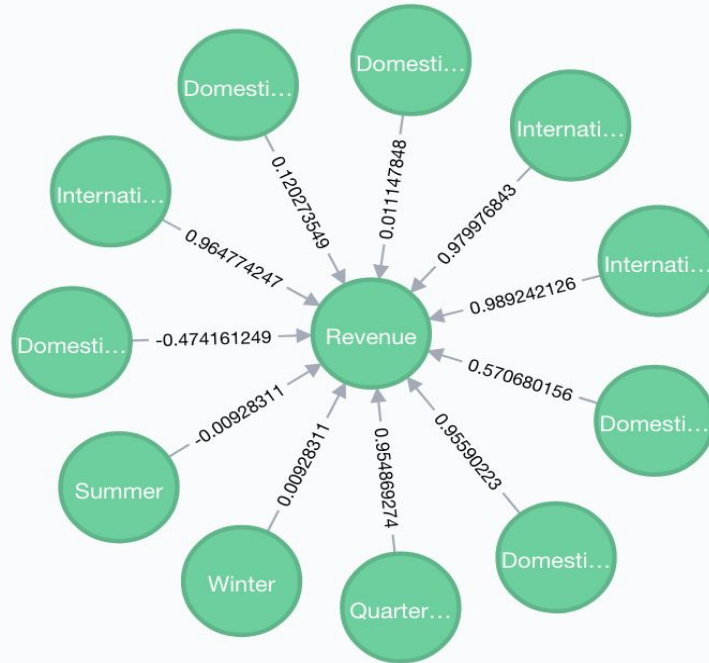 Domesti...
Domesti...
Internati...
Internati...
0.120273549
0.011147848
0.979976843
Internati...
0.964774247
0.989242126
Domesti...
-0.474161249
Revenue
0.570680156
Domesti...
Summer
-0.00928311
0.00928311
0.954869274
0.95590223
Domesti...
Winter
Quarter...